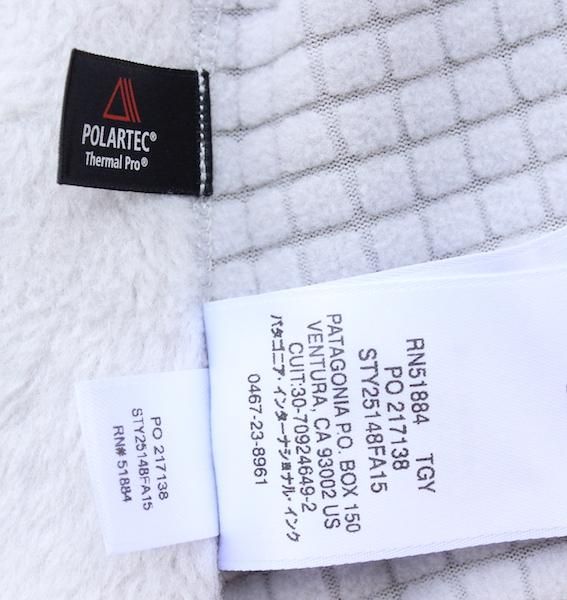 POLARTEC®
Thermal Pro®
RN51884 TGY
PO 217138
STY25148FA15
PATAGONIA P.O. BOX 150
VENTURA, CA 93002 US
CUIT:30-70924649-2
パタゴニア・インターナショナル・インク
0467-23-8961
PO 217138
STY25148FA15
RN# 51884